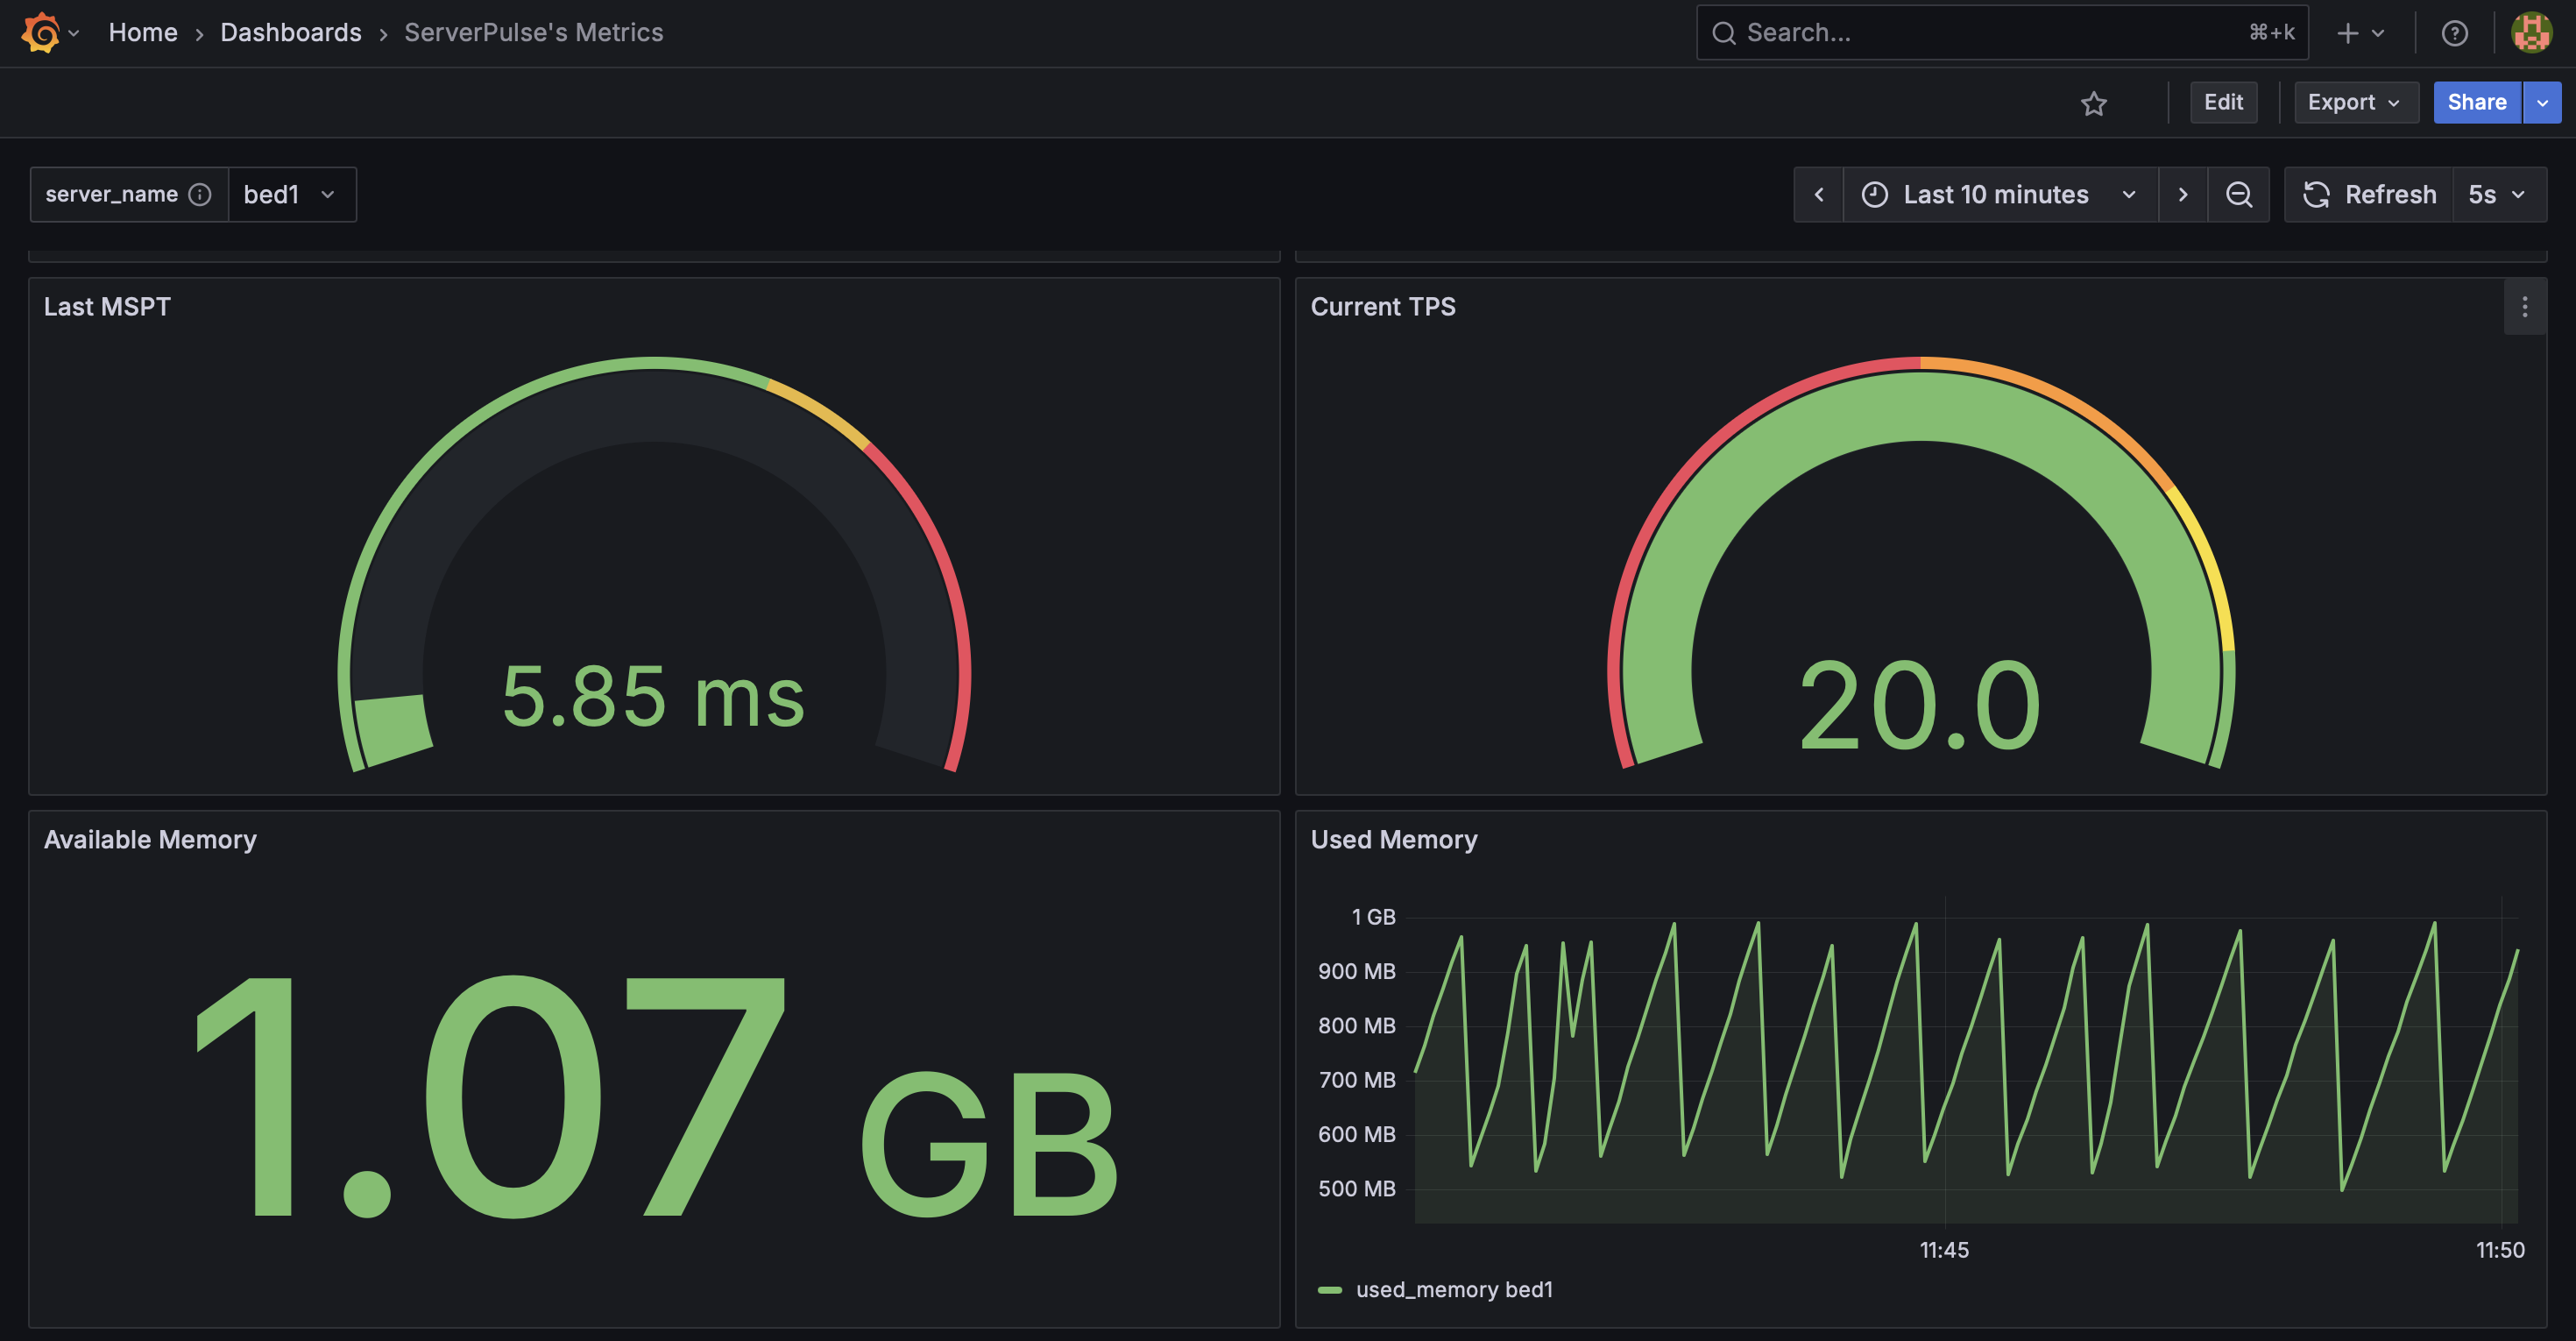 Home › Dashboards › ServerPulse's Metrics
Search... ⌘+k
Edit Export Share
server_name bed1
Last 10 minutes Refresh 5s
Last MSPT
5.85 ms
Current TPS
20.0
Available Memory
1.07 GB
Used Memory
1 GB
900 MB
800 MB
700 MB
600 MB
500 MB
11:45 11:50
used_memory bed1